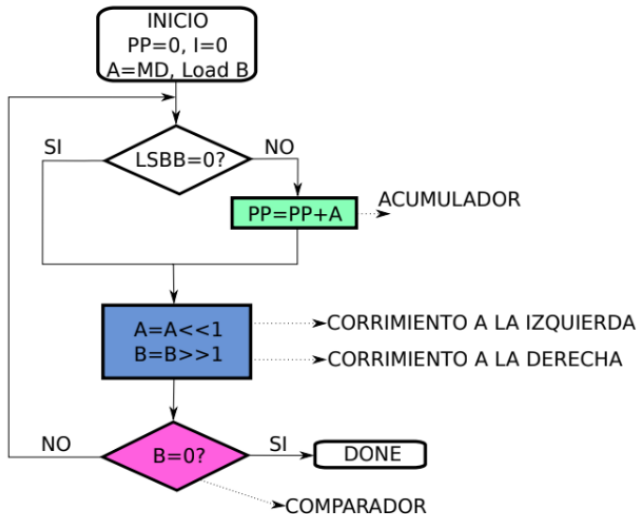 INICIO
PP=0, I=0
A=MD, Load B
SI
LSBB=0?
NO
PP=PP+A
ACUMULADOR
A=A<<1
B=B>>1
CORRIMIENTO A LA IZQUIERDA
CORRIMIENTO A LA DERECHA
NO
B=0?
SI
DONE
COMPARADOR